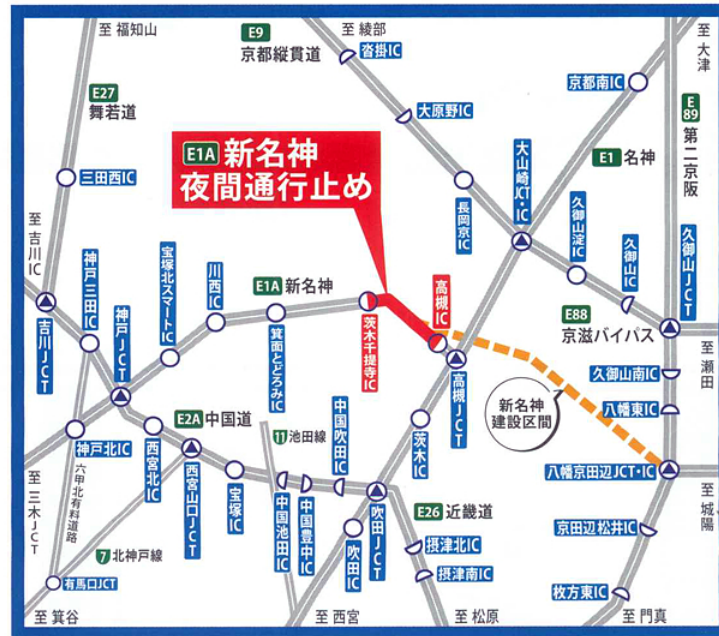 至 福知山
E9
京都縦貫道
至 綾部
沓掛IC
至 大津
京都南IC
E27
舞若道
大原野IC
E89
第二京阪
E1A 新名神
夜間通行止め
大山崎JCT・IC
E1 名神
三田西IC
長岡京IC
久御山淀IC
久御山IC
久御山JCT
至 吉川IC
神戸三田IC
神戸JCT
宝塚北スマートIC
川西IC
E1A 新名神
高槻IC
E88
京滋バイパス
吉川JCT
箕面とどろみIC
茨木千提寺IC
高槻JCT
至 瀬田
久御山南IC
新名神
建設区間
八幡東IC
E2A 中国道
中国吹田IC
茨木IC
11 池田線
神戸北IC
西宮北IC
西宮山口JCT
宝塚IC
中国池田IC
中国豊中IC
吹田IC
吹田JCT
八幡京田辺JCT・IC
至 三木JCT
六甲北有料道路
E26 近畿道
至 城陽
京田辺松井IC
7 北神戸線
摂津北IC
摂津南IC
有馬口JCT
枚方東IC
至 箕谷
至 西宮
至 松原
至 門真